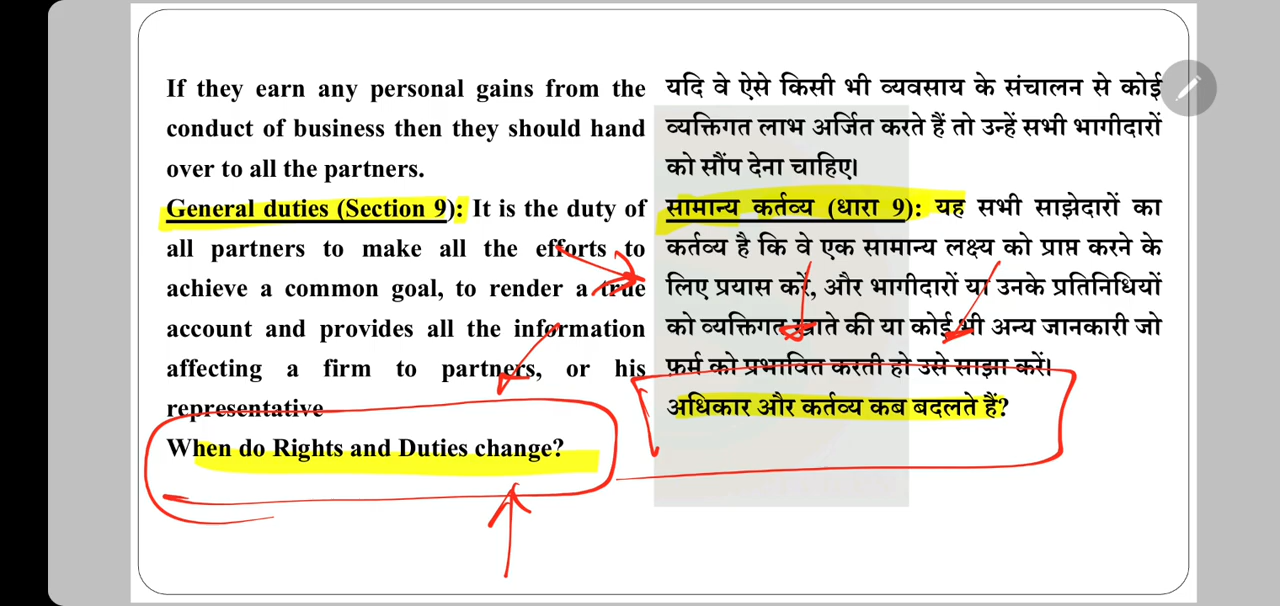 If they earn any personal gains from the
conduct of business then they should hand
over to all the partners.
General duties (Section 9): It is the duty of
all partners to make all the efforts to
achieve a common goal, to render a true
account and provides all the information
affecting a firm to partners, or his
representative
When do Rights and Duties change?
यदि वे ऐसे किसी भी व्यवसाय के संचालन से कोई
व्यक्तिगत लाभ अर्जित करते हैं तो उन्हें सभी भागीदारों
को सौंप देना चाहिए।
सामान्य कर्तव्य (धारा 9): यह सभी साझेदारों का
कर्तव्य है कि वे एक सामान्य लक्ष्य को प्राप्त करने के
लिए प्रयास करें, और भागीदारों या उनके प्रतिनिधियों
को व्यक्तिगत खाते की या कोई भी अन्य जानकारी जो
फ़र्म को प्रभावित करती हो उसे साझा करें।
अधिकार और कर्तव्य कब बदलते हैं?